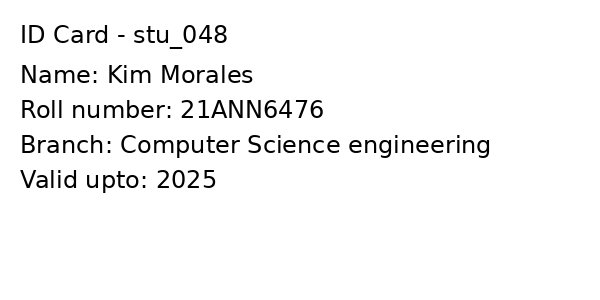 ID Card - stu_048
Name: Kim Morales
Roll number: 21ANN6476
Branch: Computer Science engineering
Valid upto: 2025